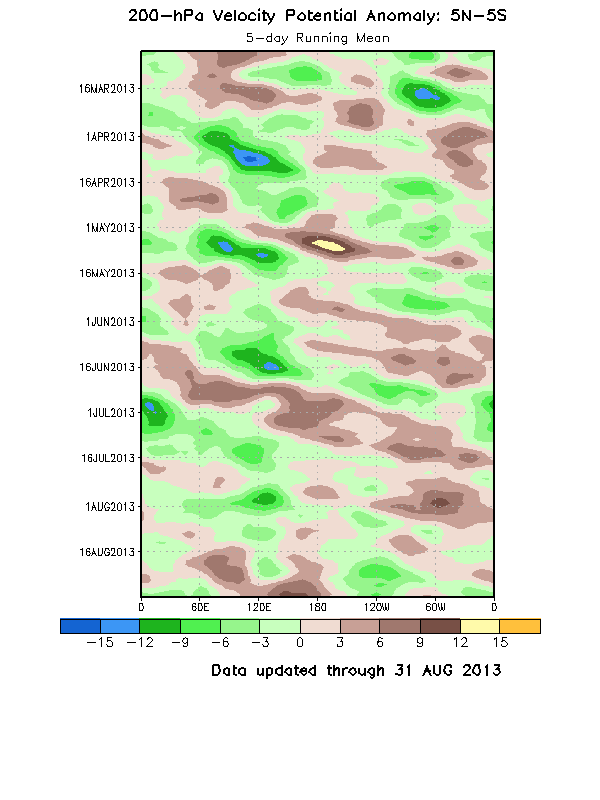 200-hPa Velocity Potential Anomaly: 5N-5S
5-day Running Mean
16MAR2013
1APR2013
16APR2013
1MAY2013
16MAY2013
1JUN2013
16JUN2013
1JUL2013
16JUL2013
1AUG2013
16AUG2013
0 60E 120E 180 120W 60W 0
-15 -12 -9 -6 -3 0 3 6 9 12 15
Data updated through 31 AUG 2013